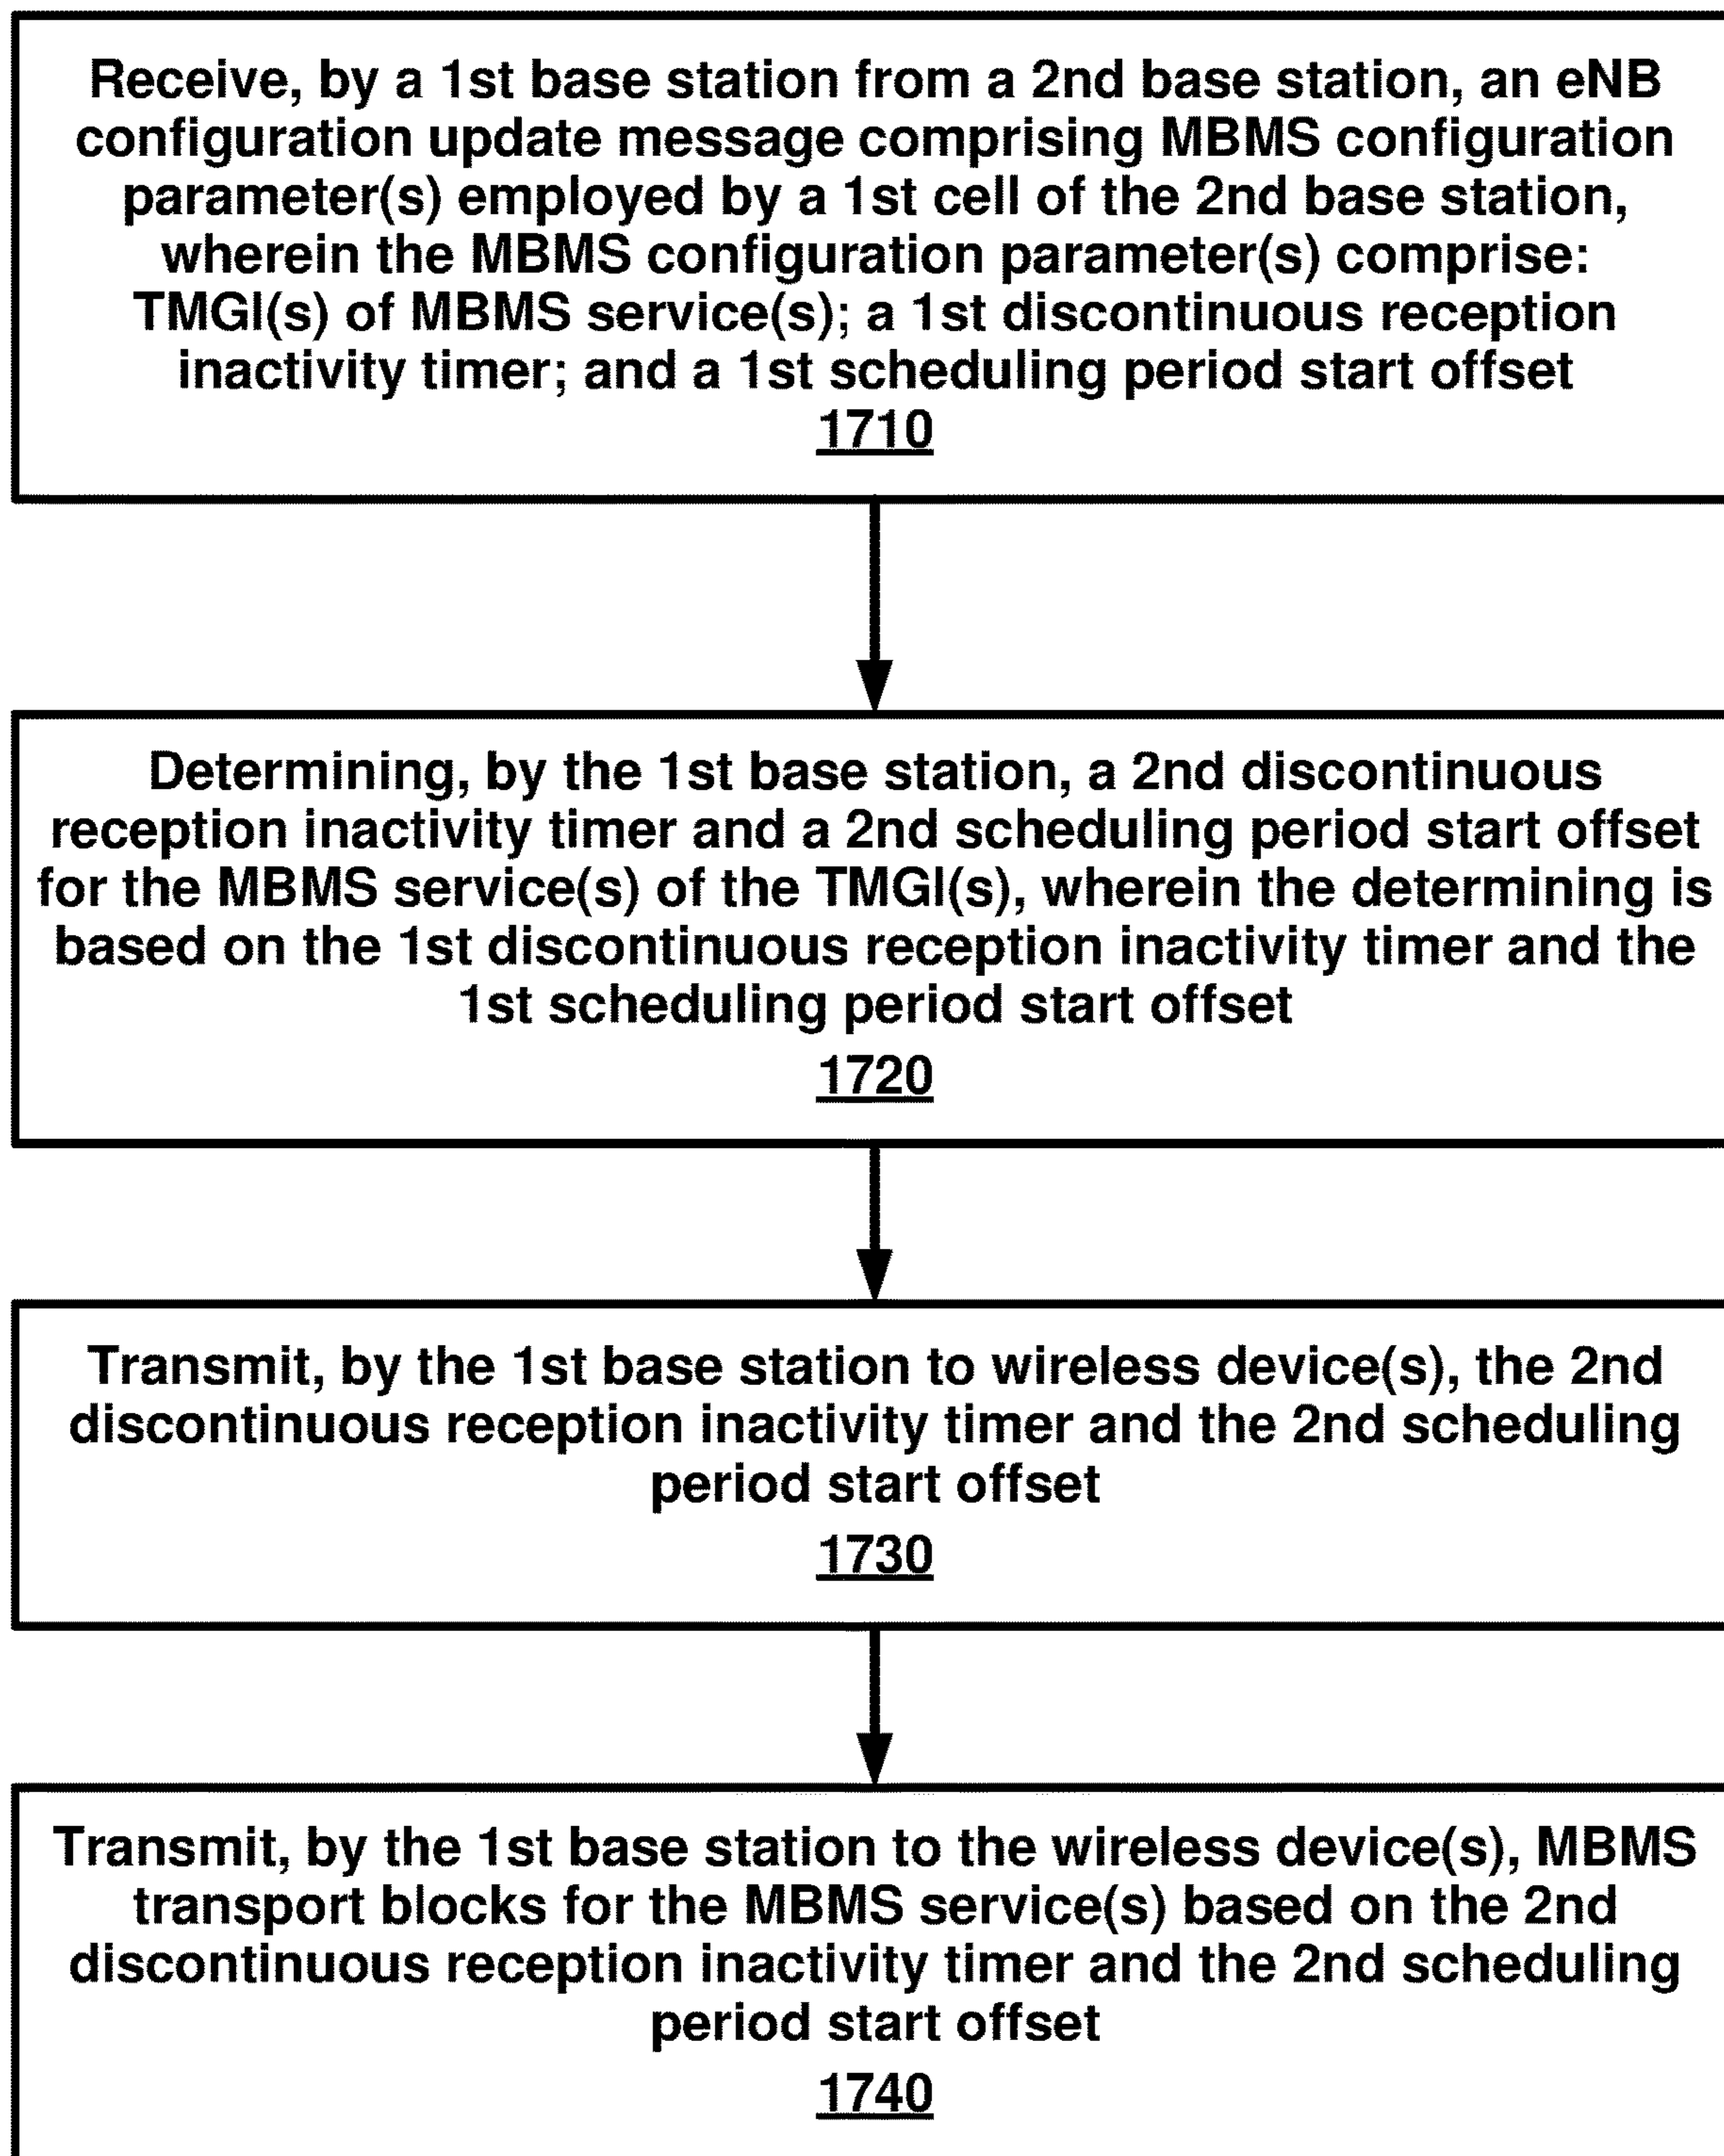 Receive, by a 1st base station from a 2nd base station, an eNB
configuration update message comprising MBMS configuration
parameter(s) employed by a 1st cell of the 2nd base station,
wherein the MBMS configuration parameter(s) comprise:
TMGI(s) of MBMS service(s); a 1st discontinuous reception
inactivity timer; and a 1st scheduling period start offset
1710
Determining, by the 1st base station, a 2nd discontinuous
reception inactivity timer and a 2nd scheduling period start offset
for the MBMS service(s) of the TMGI(s), wherein the determining is
based on the 1st discontinuous reception inactivity timer and the
1st scheduling period start offset
1720
Transmit, by the 1st base station to wireless device(s), the 2nd
discontinuous reception inactivity timer and the 2nd scheduling
period start offset
1730
Transmit, by the 1st base station to the wireless device(s), MBMS
transport blocks for the MBMS service(s) based on the 2nd
discontinuous reception inactivity timer and the 2nd scheduling
period start offset
1740